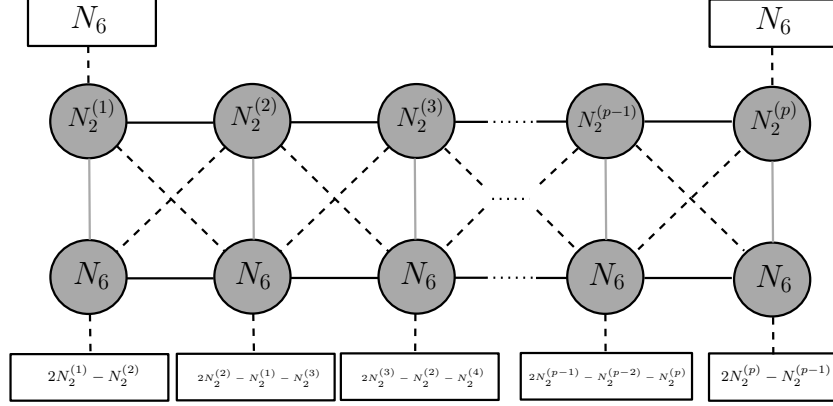 N_6 N_6
N_2^{(1)} N_2^{(2)} N_2^{(3)} N_2^{(p-1)} N_2^{(p)}
N_6 N_6 N_6 N_6 N_6
2N_2^{(1)} − N_2^{(2)} 2N_2^{(2)} − N_2^{(1)} − N_2^{(3)} 2N_2^{(3)} − N_2^{(2)} − N_2^{(4)} 2N_2^{(p-1)} − N_2^{(p-2)} − N_2^{(p)} 2N_2^{(p)} − N_2^{(p-1)}